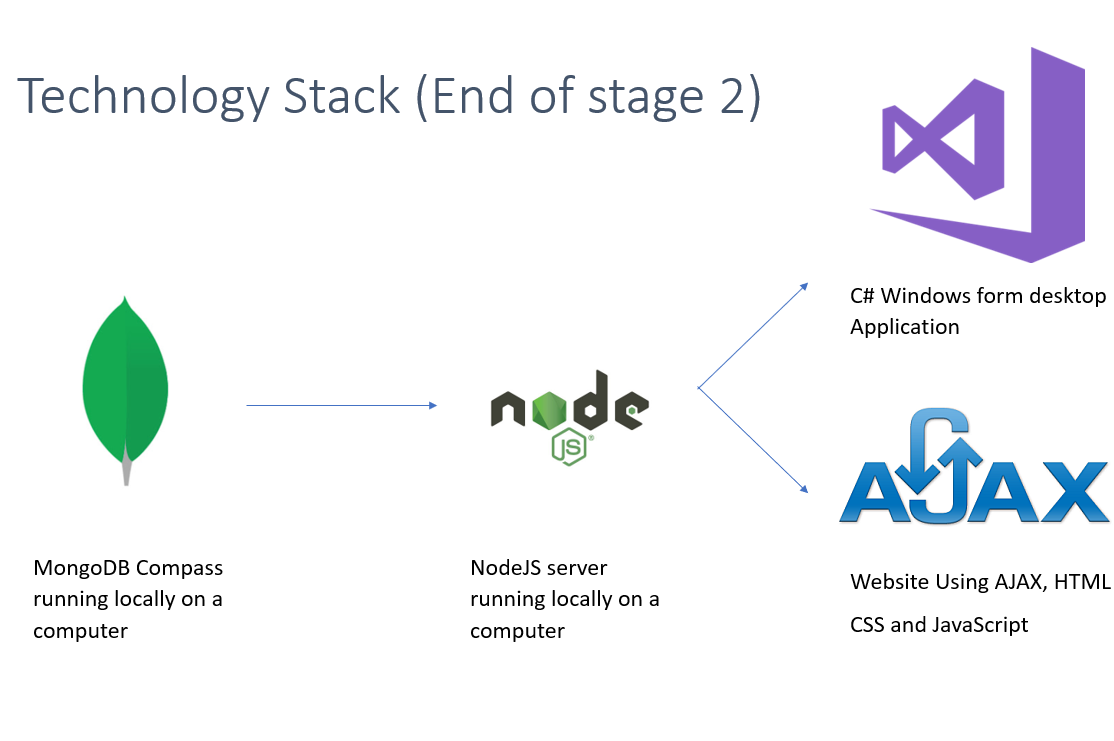 Technology Stack (End of stage 2)
C# Windows form desktop
Application
node
JS
®
AJAX
MongoDB Compass
running locally on a
computer
NodeJS server
running locally on a
computer
Website Using AJAX, HTML
CSS and JavaScript